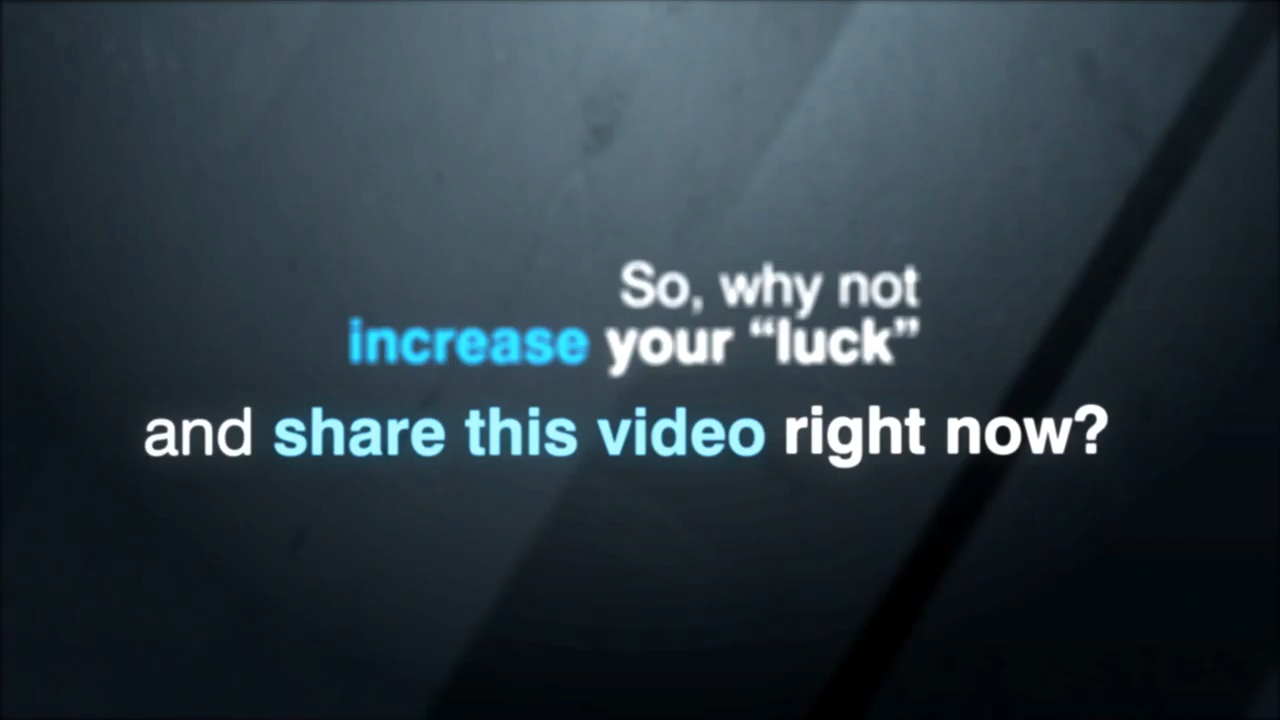 So, why not
increase your “luck”
and share this video right now?